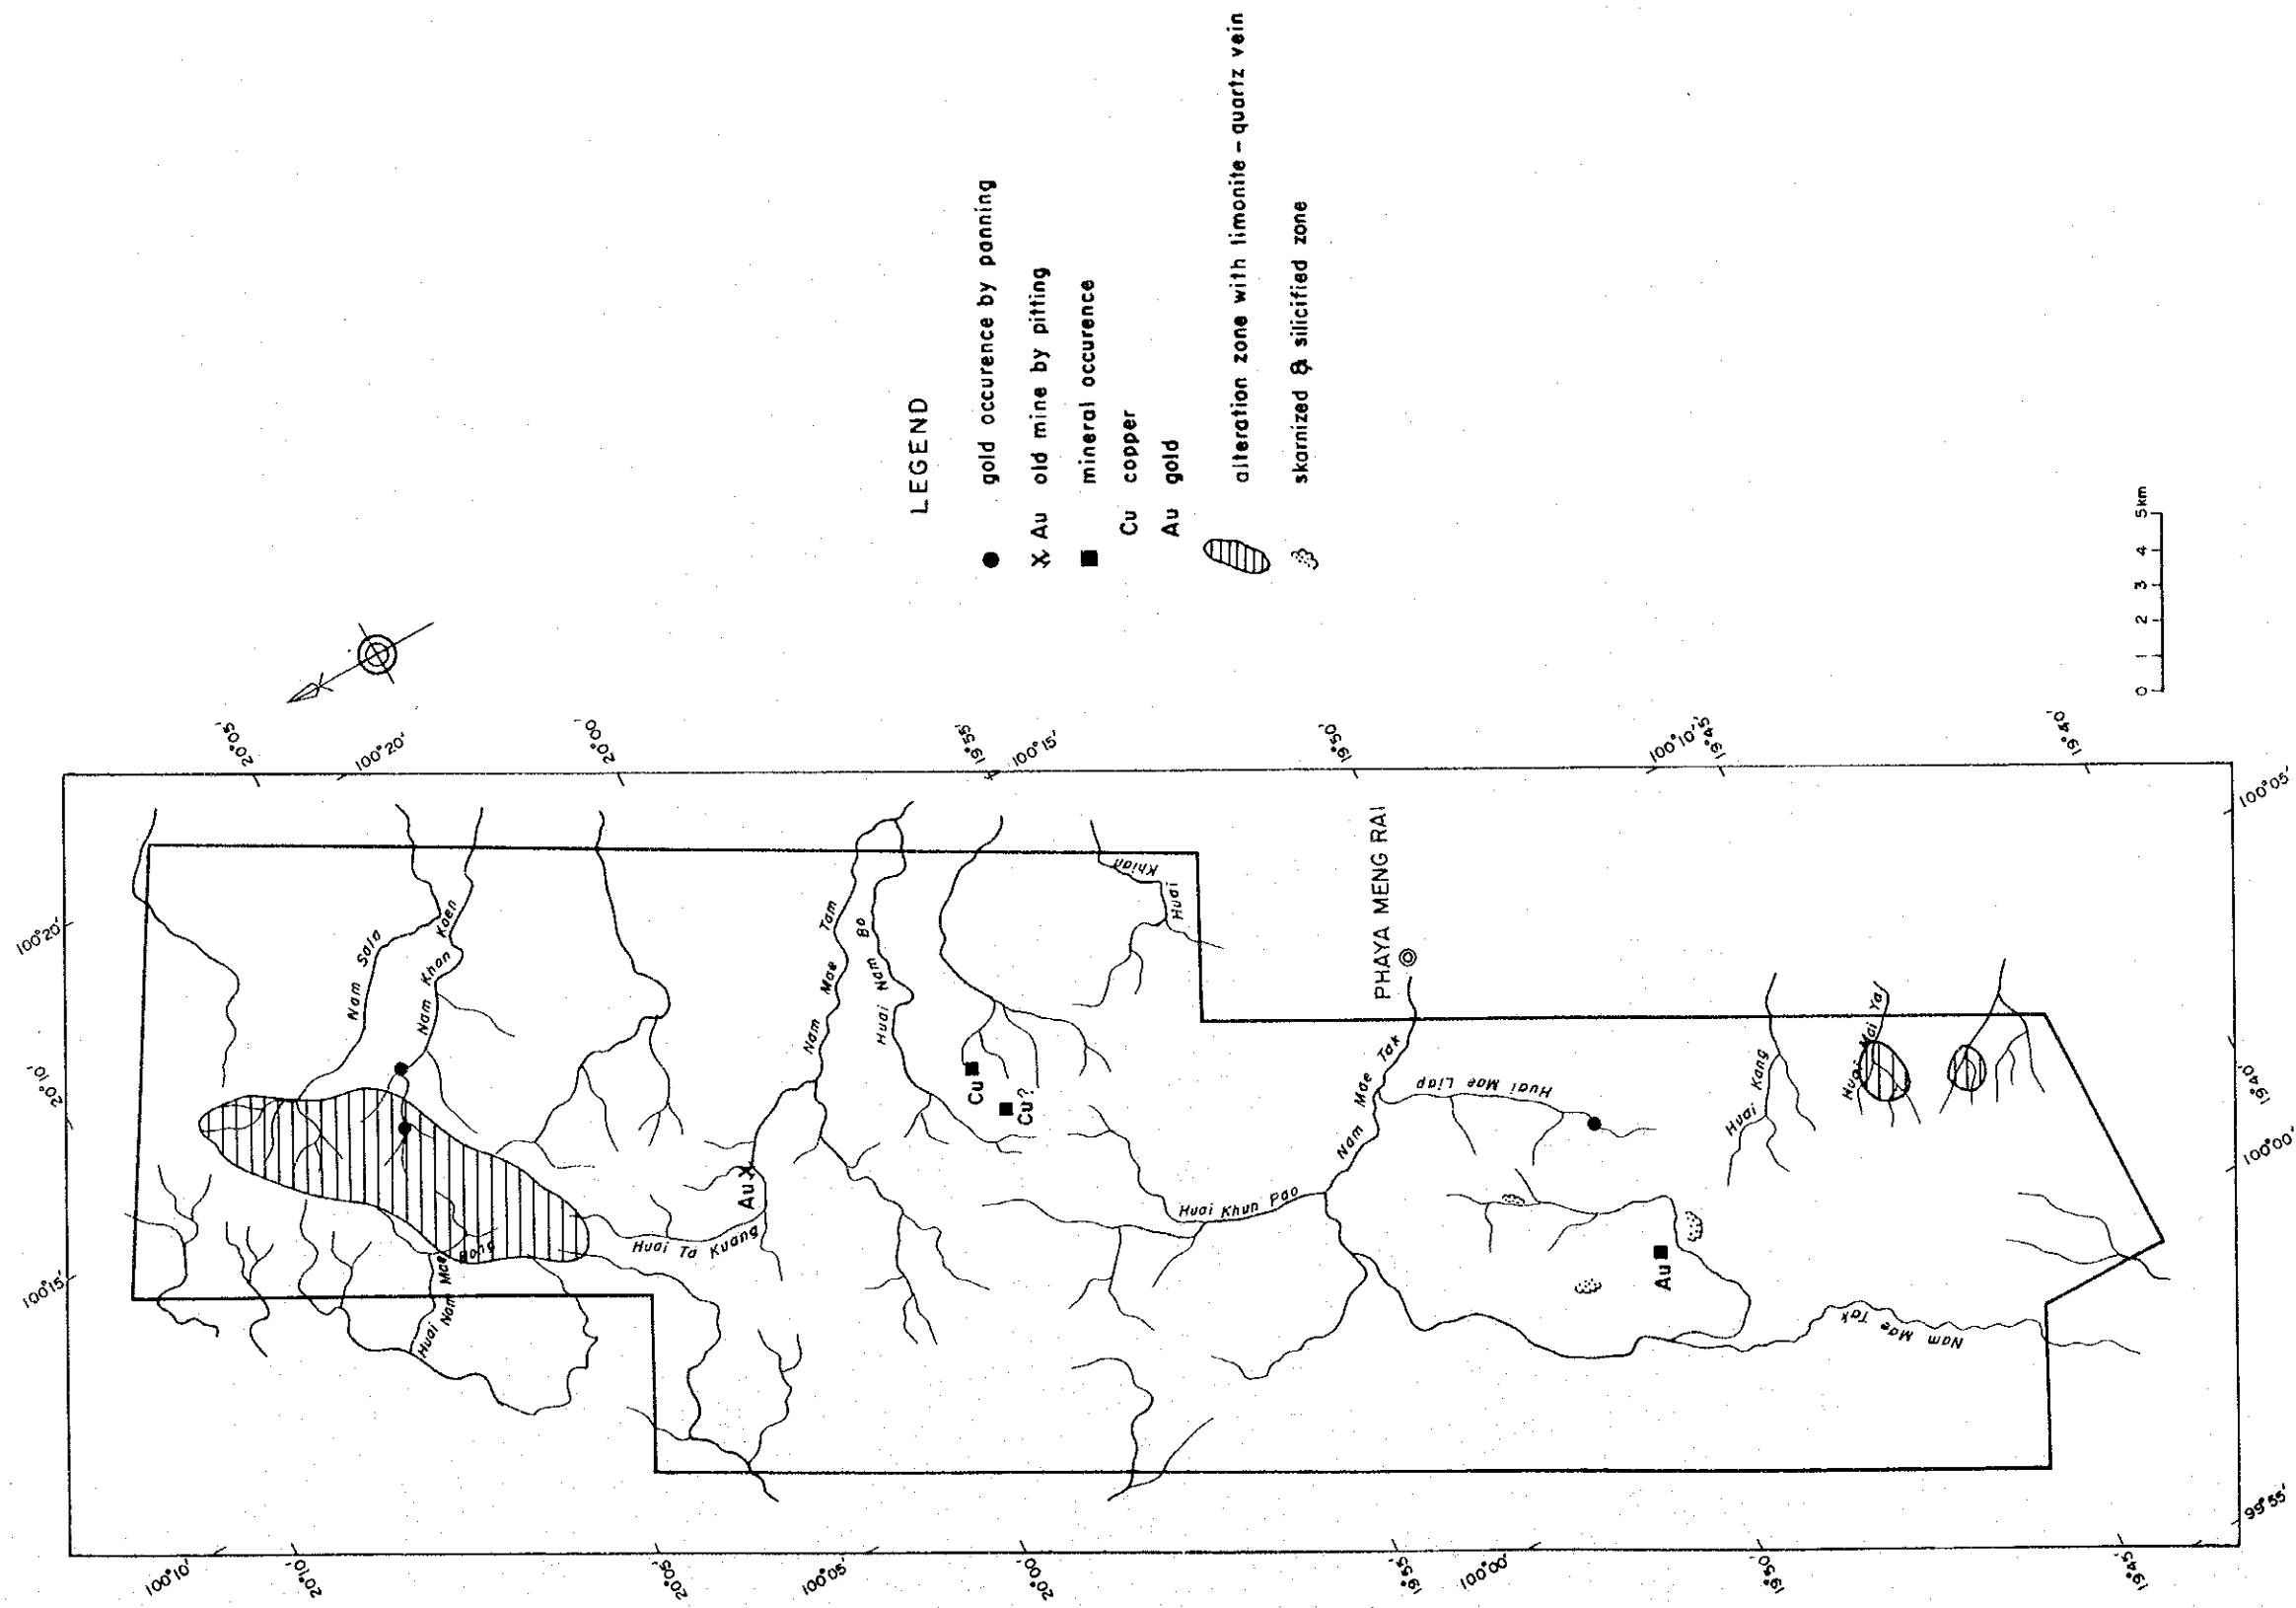 LEGEND
gold occurence by panning
Au old mine by pitting
mineral occurence
Cu copper
Au gold
alteration zone with limonite – quartz vein
skarnized & silicified zone
0 1 2 3 4 5km
20°05'
100°20'
20°00'
19°55'
100°15'
19°50'
100°10'
19°45'
19°40'
100°05'
100°20'
20°10'
100°15'
19°40'
100°00'
99°55'
100°10'
20°10'
20°05'
100°05'
20°00'
19°55'
100°00'
19°50'
19°45'
Nam Sala
Nam Khon Kaen
Huai Nam Mae Bong
Huai Ta Kuang
Au
Nam Mae Tam
Huai Nam Bo
Cu
Cu?
Huai Khian
Huai Khun Pao
PHAYA MENG RAI
Nam Mae Tak
Huai Mae Liap
Au
Huai Kang
Huai Mai Ya
Nam Mae Tak